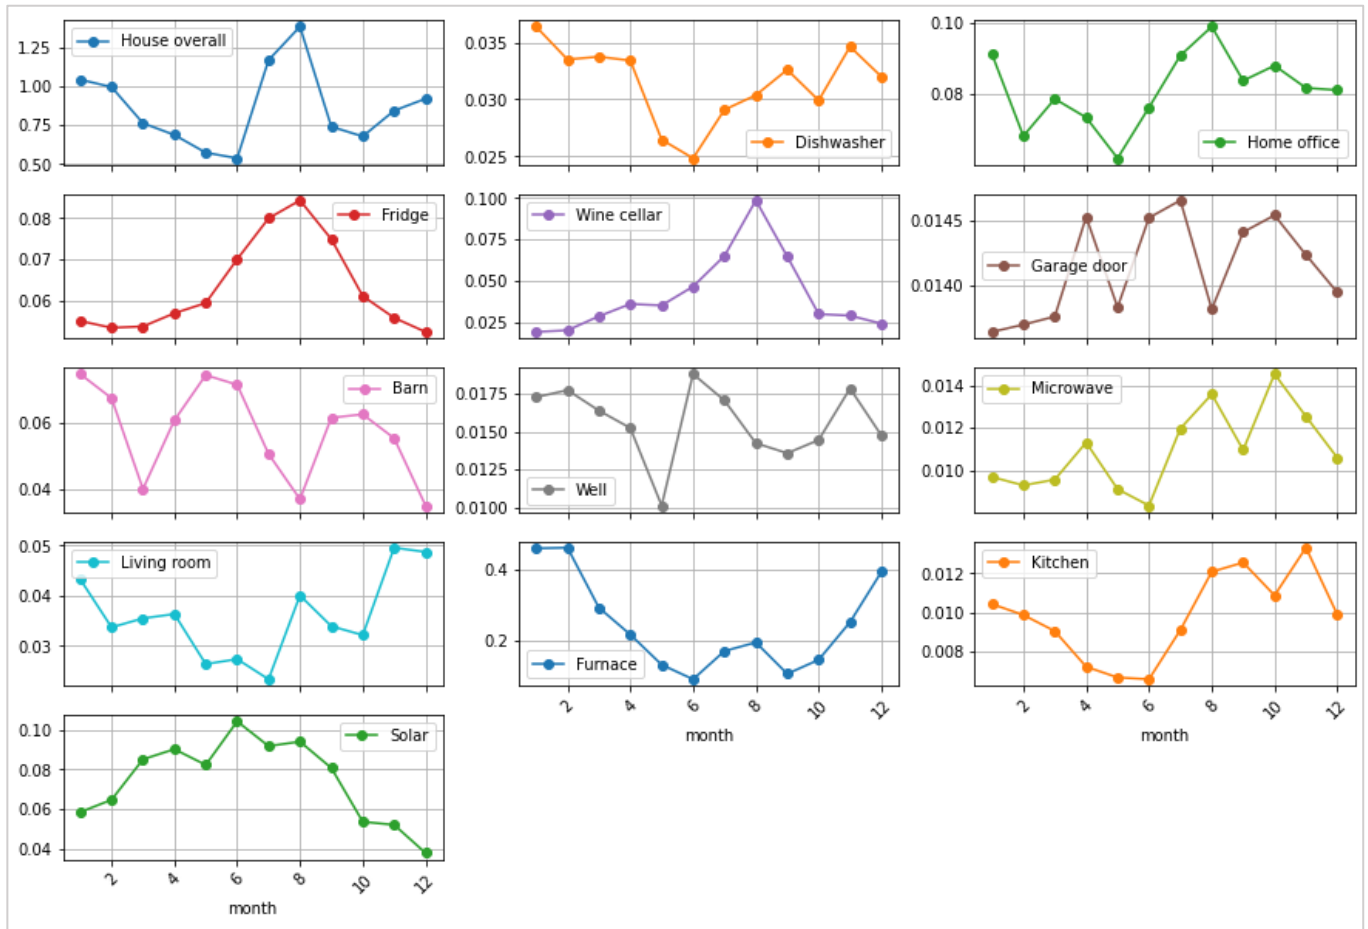 House overall
1.25
1.00
0.75
0.50
Dishwasher
0.035
0.030
0.025
Home office
0.10
0.08
Fridge
0.08
0.07
0.06
Wine cellar
0.100
0.075
0.050
0.025
Garage door
0.0145
0.0140
Barn
0.06
0.04
Well
0.0175
0.0150
0.0125
0.0100
Microwave
0.014
0.012
0.010
Living room
0.05
0.04
0.03
Furnace
0.4
0.2
2 4 6 8 10 12
month
Kitchen
0.012
0.010
0.008
2 4 6 8 10 12
month
Solar
0.10
0.08
0.06
0.04
2 4 6 8 10 12
month